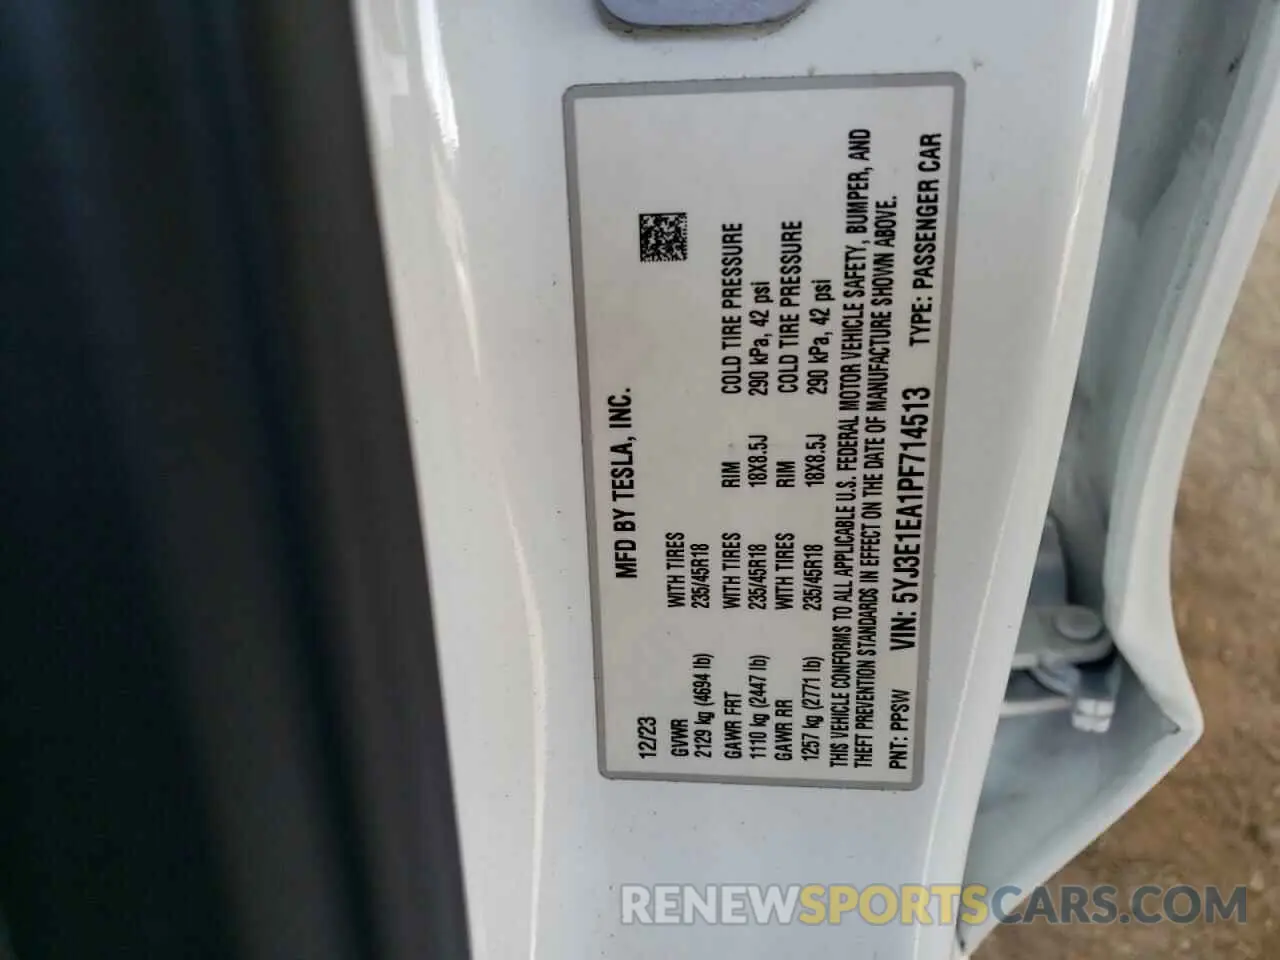 MFD BY TESLA, INC.
12/23
GVWR WITH TIRES
2129 kg (4694 lb) 235/45R18
GAWR FRT WITH TIRES RIM COLD TIRE PRESSURE
1110 kg (2447 lb) 235/45R18 18X8.5J 290 kPa, 42 psi
GAWR RR WITH TIRES RIM COLD TIRE PRESSURE
1257 kg (2771 lb) 235/45R18 18X8.5J 290 kPa, 42 psi
THIS VEHICLE CONFORMS TO ALL APPLICABLE U.S. FEDERAL MOTOR VEHICLE SAFETY, BUMPER, AND
THEFT PREVENTION STANDARDS IN EFFECT ON THE DATE OF MANUFACTURE SHOWN ABOVE.
PNT: PPSW VIN: 5YJ3E1EA1PF714513 TYPE: PASSENGER CAR
RENEWSPORTSCARS.COM